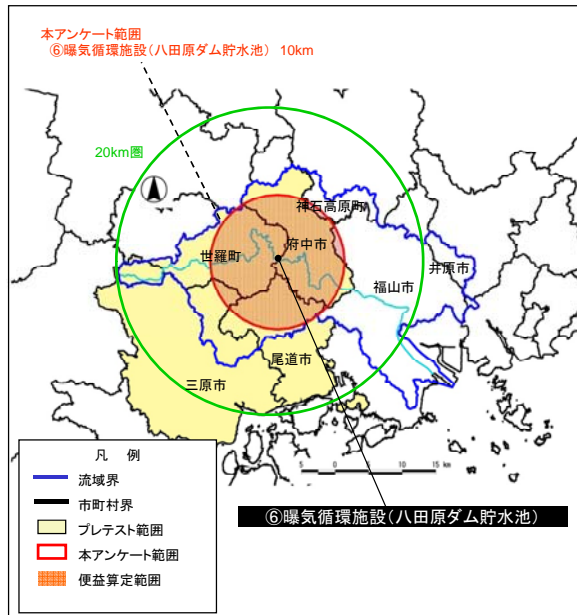 本アンケート範囲
⑥曝気循環施設(八田原ダム貯水池) 10km
20km圏
神石高原町
府中市
世羅町
井原市
福山市
尾道市
三原市
5 0 5 10 15 km
凡 例
流域界
市町村界
プレテスト範囲
本アンケート範囲
便益算定範囲
⑥曝気循環施設(八田原ダム貯水池)